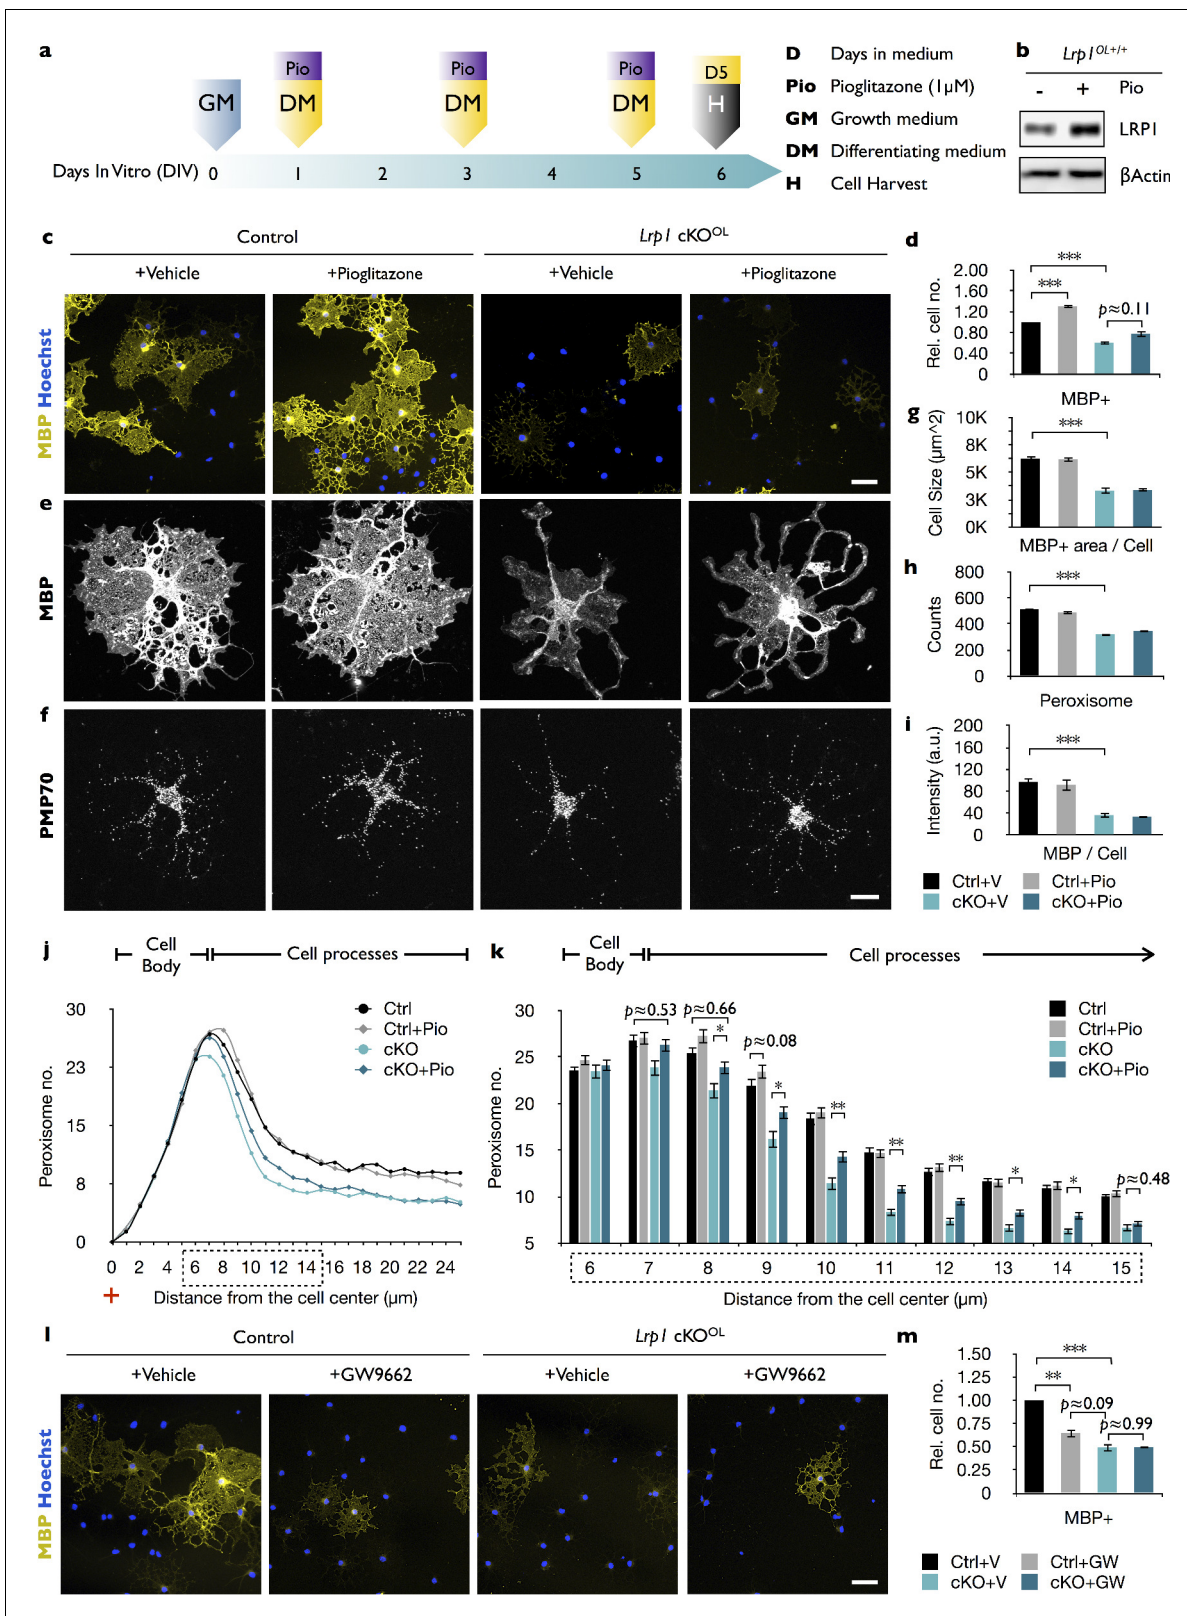 a
GM
Pio
DM
Pio
DM
Pio
DM
D5
H
Days In Vitro (DIV) 0 1 2 3 4 5 6
D Days in medium
Pio Pioglitazone (1µM)
GM Growth medium
DM Differentiating medium
H Cell Harvest
b
Lrp1OL+/+
- + Pio
LRP1
βActin
c
Control
Lrp1 cKOOL
+Vehicle +Pioglitazone +Vehicle +Pioglitazone
MBP Hoechst
d
Rel. cell no.
2.00
1.60
1.20
0.80
0.40
0
***
***
p≈0.11
MBP+
e
MBP
f
PMP70
g
Cell Size (µm^2)
10K
8K
5K
3K
0K
***
MBP+ area / Cell
h
Counts
800
600
400
200
0
***
Peroxisome
i
Intensity (a.u.)
200
160
120
80
40
0
***
MBP / Cell
Ctrl+V Ctrl+Pio
cKO+V cKO+Pio
j
Cell Body
Cell processes
Peroxisome no.
30
23
15
8
0
Ctrl
Ctrl+Pio
cKO
cKO+Pio
0 2 4 6 8 10 12 14 16 18 20 22 24
+
Distance from the cell center (µm)
k
Cell Body
Cell processes
Peroxisome no.
30
25
20
15
10
5
p≈0.53
p≈0.66
*
p≈0.08
*
**
**
**
*
*
p≈0.48
Ctrl
Ctrl+Pio
cKO
cKO+Pio
6 7 8 9 10 11 12 13 14 15
Distance from the cell center (µm)
l
Control
Lrp1 cKOOL
+Vehicle +GW9662 +Vehicle +GW9662
MBP Hoechst
m
Rel. cell no.
1.50
1.25
1.00
0.75
0.50
0.25
0
***
**
p≈0.09
p≈0.99
MBP+
Ctrl+V Ctrl+GW
cKO+V cKO+GW